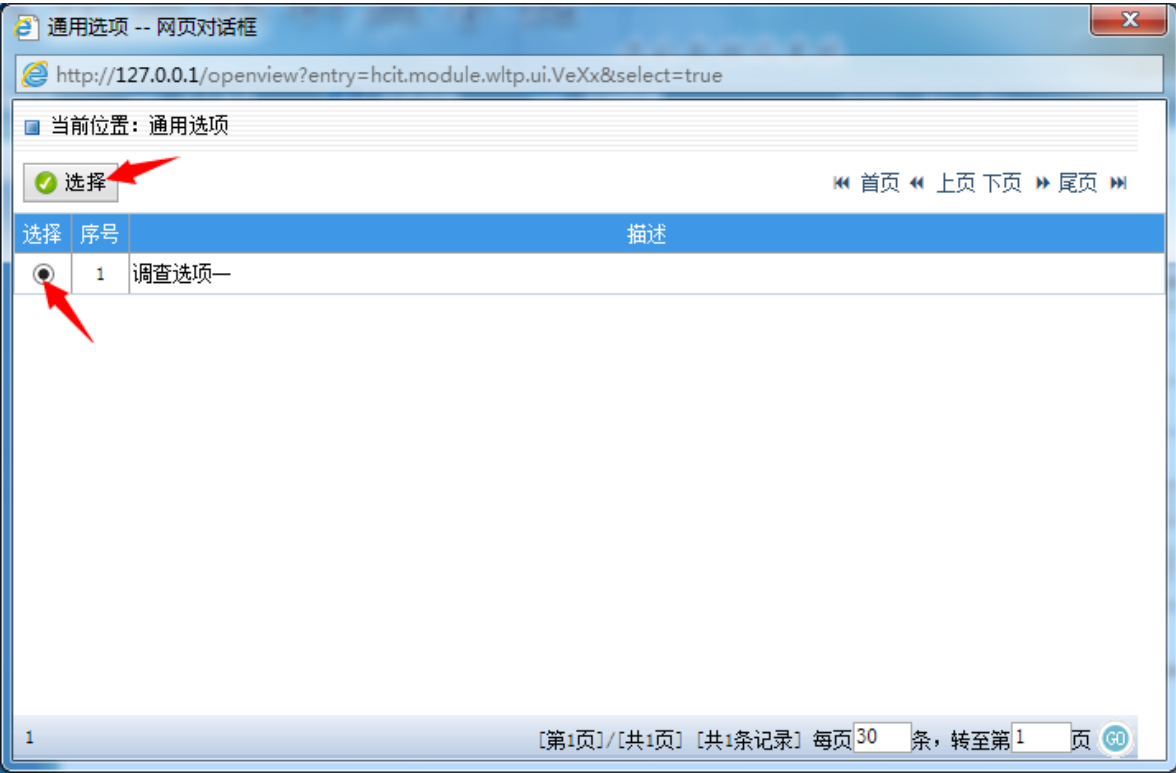 通用选项 -- 网页对话框
http://127.0.0.1/openview?entry=hcit.module.wltp.ui.VeXx&select=true
当前位置：通用选项
选择 首页 上页 下页 尾页
选择 序号 描述
1 调查选项一
1 [第1页]/[共1页] [共1条记录] 每页 30 条，转至第 1 页 GO